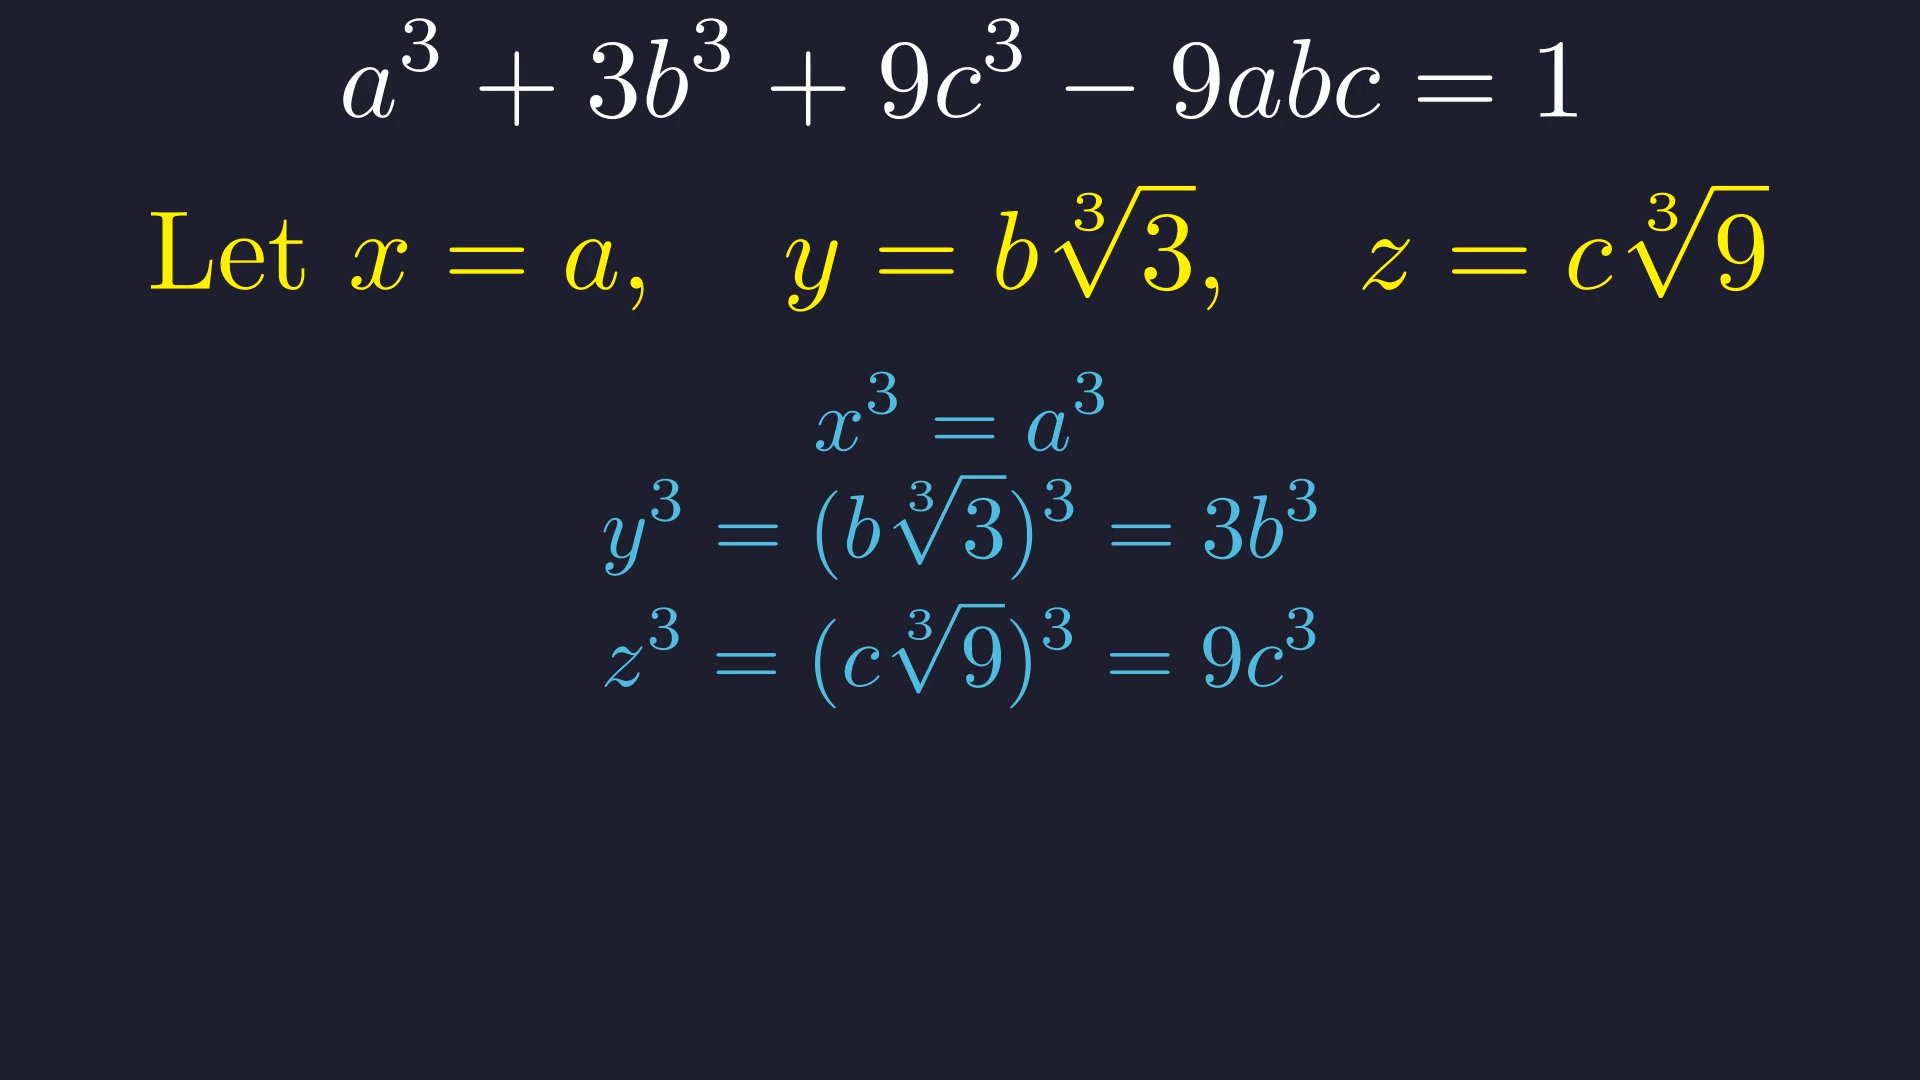 a³ + 3b³ + 9c³ − 9abc = 1
Let x = a, y = b∛3, z = c∛9
x³ = a³
y³ = (b∛3)³ = 3b³
z³ = (c∛9)³ = 9c³